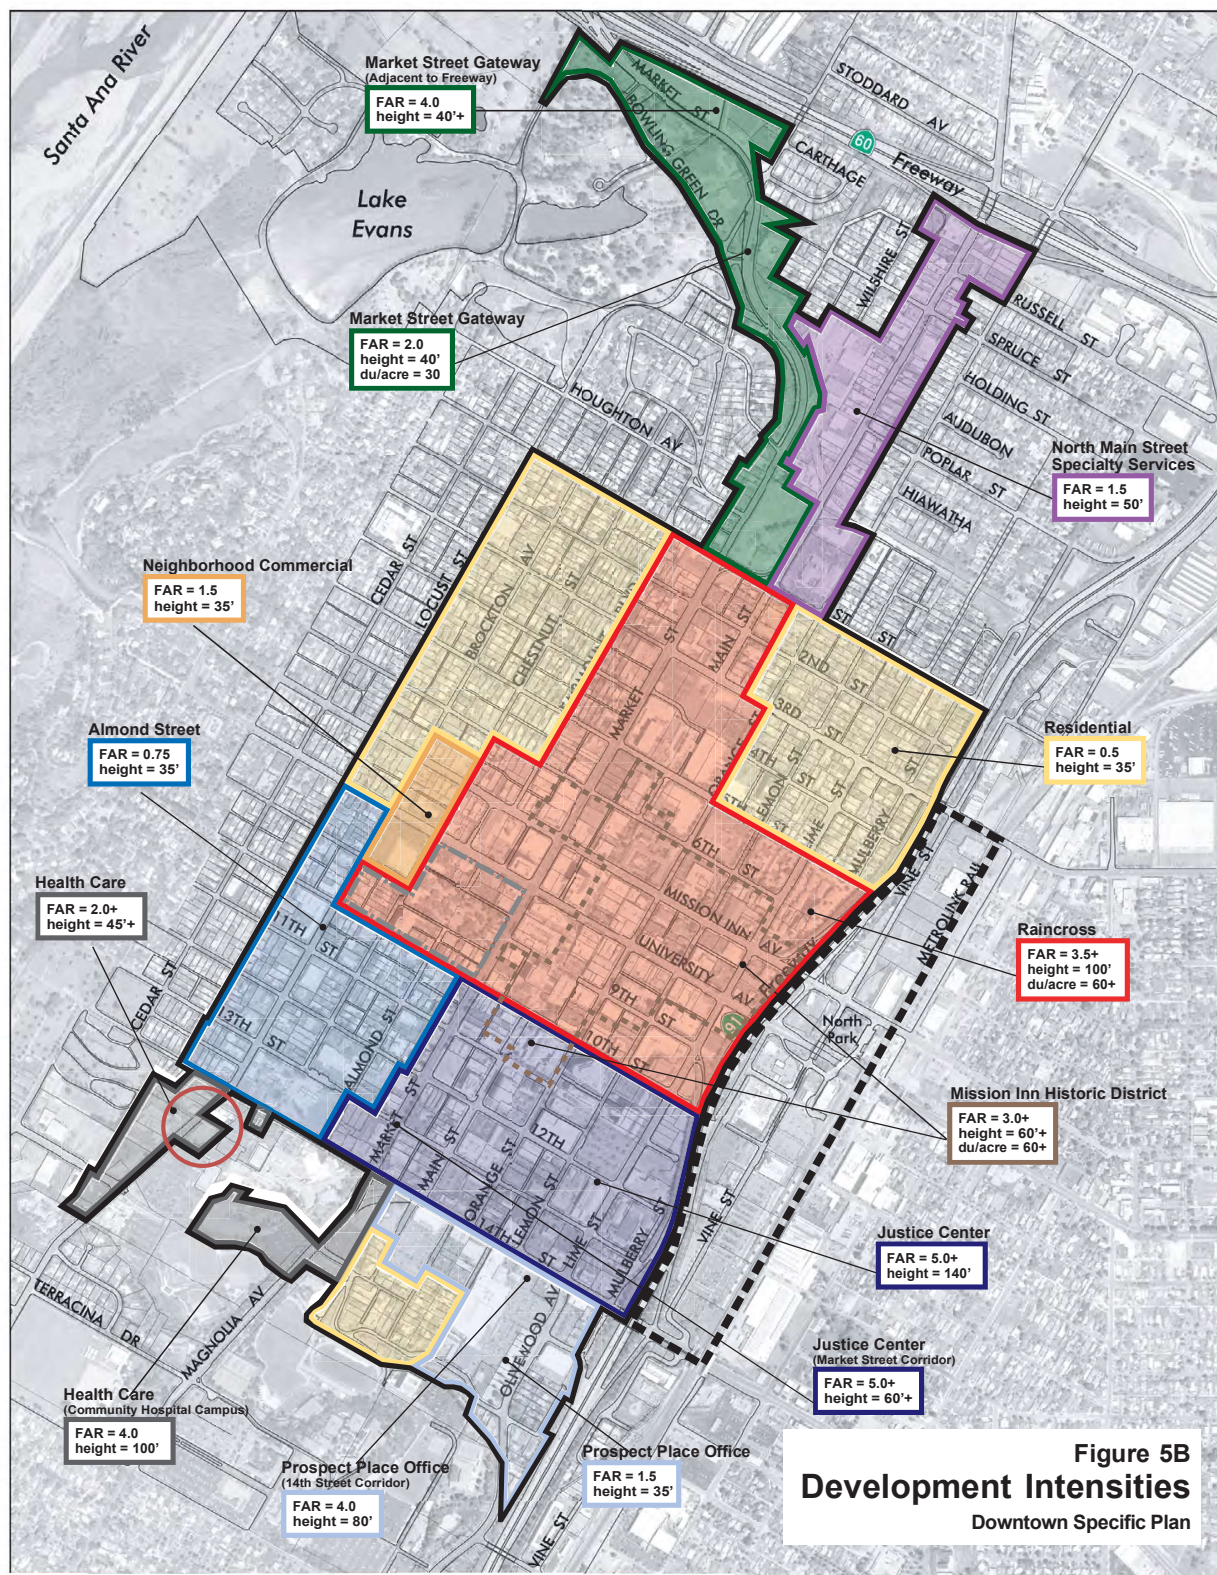 Santa Ana River
Market Street Gateway
(Adjacent to Freeway)
FAR = 4.0
height = 40'+
MARKET ST
BOWLING GREEN DR
STODDARD AV
60
Freeway
CARTHAGE
Lake
Evans
WILSHIRE ST
Market Street Gateway
FAR = 2.0
height = 40'
du/acre = 30
RUSSELL ST
SPRUCE ST
HOLDING ST
AUDUBON
POPLAR ST
HIAWATHA
HOUGHTON AV
North Main Street
Specialty Services
FAR = 1.5
height = 50'
Neighborhood Commercial
FAR = 1.5
height = 35'
CEDAR ST
LOCUST ST
BROCKTON AV
CHESTNUT ST
BLVD
MARKET ST
MAIN ST
ST
ST
2ND ST
3RD ST
4TH ST
5TH ST
ORANGE ST
LEMON ST
LIME ST
MULBERRY ST
Almond Street
FAR = 0.75
height = 35'
Residential
FAR = 0.5
height = 35'
6TH ST
MISSION INN AV
UNIVERSITY AV
9TH ST
10TH ST
Freeway
91
VINE ST
METROLINK RAIL
Health Care
FAR = 2.0+
height = 45'+
Raincross
FAR = 3.5+
height = 100'
du/acre = 60+
11TH ST
13TH ST
CEDAR ST
ALMOND ST
North
Park
Mission Inn Historic District
FAR = 3.0+
height = 60'+
du/acre = 60+
MARKET ST
MAIN ST
12TH
ORANGE ST
LEMON ST
14TH ST
LIME ST
MULBERRY ST
VINE ST
Justice Center
FAR = 5.0+
height = 140'
TERRACINA DR
MAGNOLIA AV
OLIVEWOOD AV
Justice Center
(Market Street Corridor)
FAR = 5.0+
height = 60'+
Health Care
(Community Hospital Campus)
FAR = 4.0
height = 100'
Prospect Place Office
(14th Street Corridor)
FAR = 4.0
height = 80'
Prospect Place Office
FAR = 1.5
height = 35'
VINE ST
Figure 5B
Development Intensities
Downtown Specific Plan